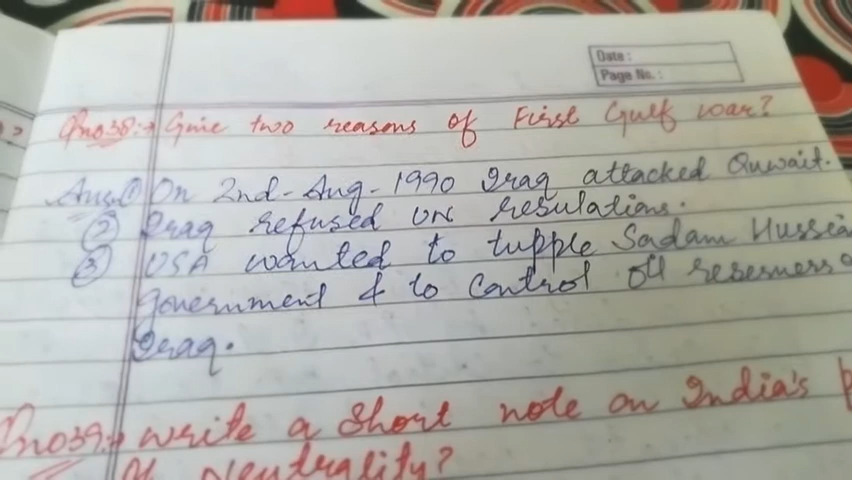 Date :
Page No. :
Qno38:→ Give two reasons of First Gulf war?
Ans.① On 2nd-Aug-1990 Iraq attacked Quwait.
② Iraq refused UN resulations.
③ USA wanted to tupple Sadam Hussein
government & to control oil reserness o
Iraq.
Qno39:→ write a short note on India's P
of Neutrality?